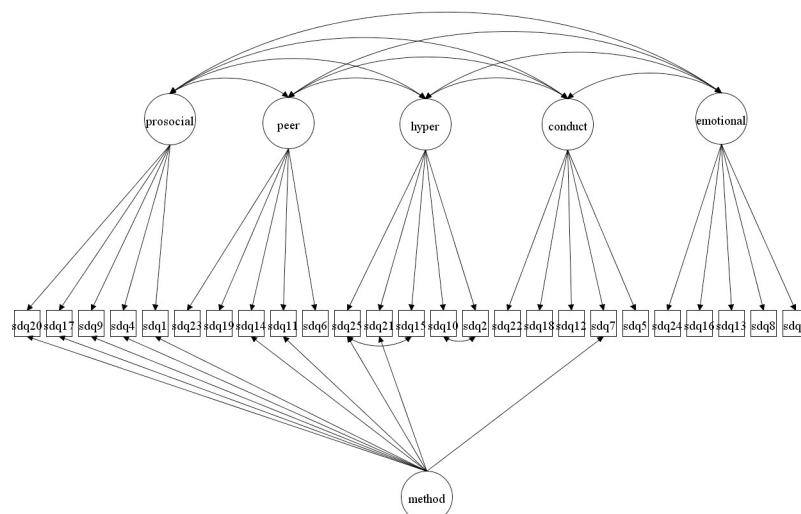 prosocial
peer
hyper
conduct
emotional
sdq20 sdq17 sdq9 sdq4 sdq1 sdq23 sdq19 sdq14 sdq11 sdq6 sdq25 sdq21 sdq15 sdq10 sdq2 sdq22 sdq18 sdq12 sdq7 sdq5 sdq24 sdq16 sdq13 sdq8 sdq
method